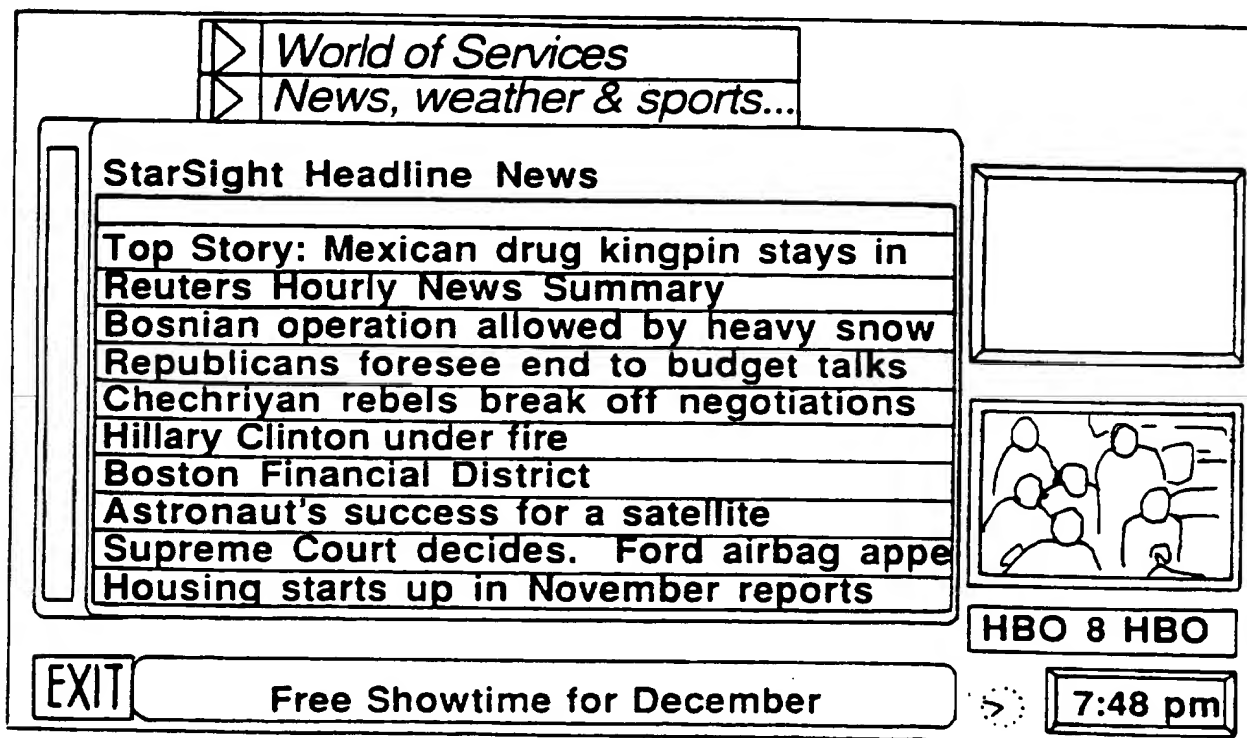 World of Services
News, weather & sports...
StarSight Headline News
Top Story: Mexican drug kingpin stays in
Reuters Hourly News Summary
Bosnian operation allowed by heavy snow
Republicans foresee end to budget talks
Chechriyan rebels break off negotiations
Hillary Clinton under fire
Boston Financial District
Astronaut's success for a satellite
Supreme Court decides. Ford airbag appe
Housing starts up in November reports
HBO 8 HBO
EXIT
Free Showtime for December
7:48 pm